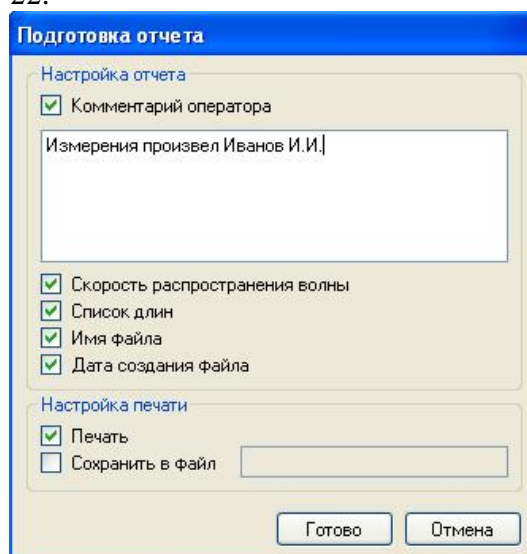 22.
Подготовка отчета
Настройка отчета
Комментарий оператора
Измерения произвел Иванов И.И.
Скорость распространения волны
Список длин
Имя файла
Дата создания файла
Настройка печати
Печать
Сохранить в файл
Готово Отмена